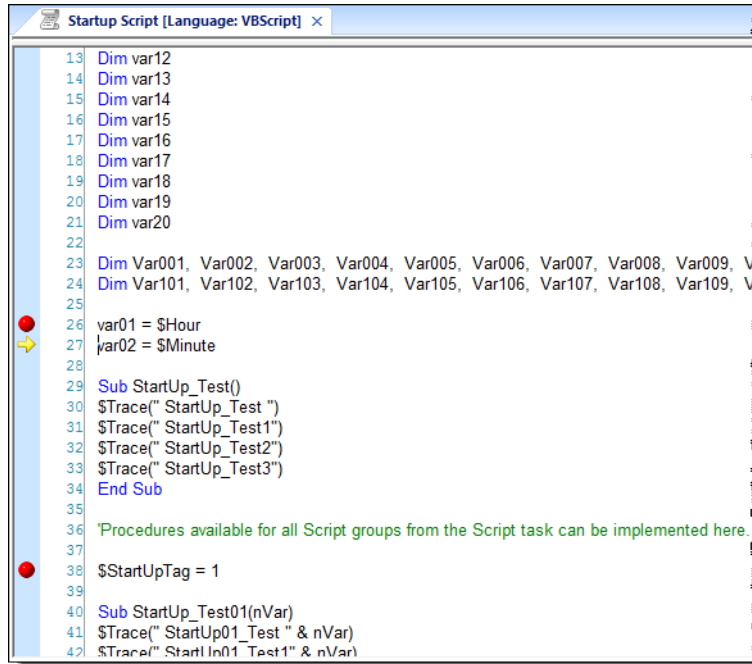 Startup Script [Language: VBScript] ×
13 Dim var12
14 Dim var13
15 Dim var14
16 Dim var15
17 Dim var16
18 Dim var17
19 Dim var18
20 Dim var19
21 Dim var20
22
23 Dim Var001, Var002, Var003, Var004, Var005, Var006, Var007, Var008, Var009, V
24 Dim Var101, Var102, Var103, Var104, Var105, Var106, Var107, Var108, Var109, V
25
26 var01 = $Hour
27 var02 = $Minute
28
29 Sub StartUp_Test()
30 $Trace(" StartUp_Test ")
31 $Trace(" StartUp_Test1")
32 $Trace(" StartUp_Test2")
33 $Trace(" StartUp_Test3")
34 End Sub
35
36 'Procedures available for all Script groups from the Script task can be implemented here.
37
38 $StartUpTag = 1
39
40 Sub StartUp_Test01(nVar)
41 $Trace(" StartUp01_Test " & nVar)
42 $Trace(" StartUp01_Test1" & nVar)